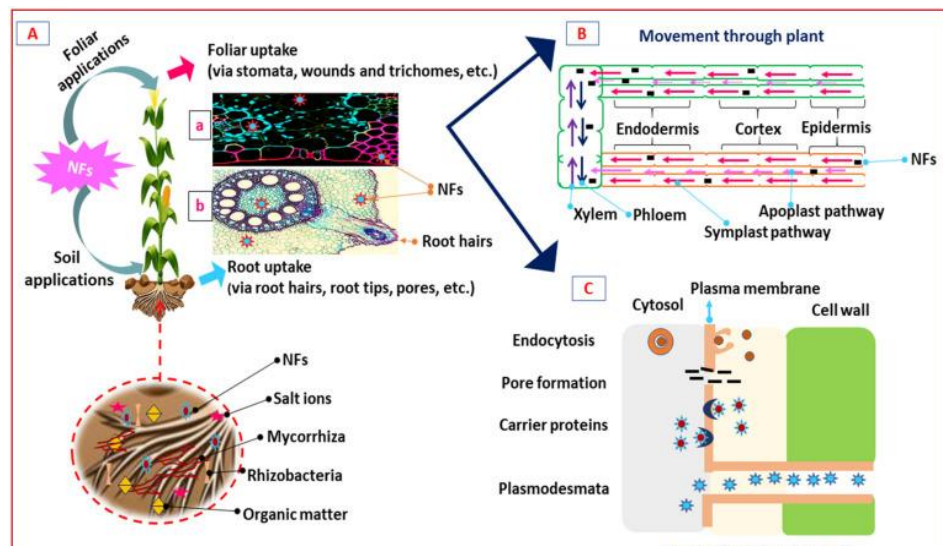 A
Foliar
applications
NFs
Soil
applications
Foliar uptake
(via stomata, wounds and trichomes, etc.)
a
b
NFs
Root hairs
Root uptake
(via root hairs, root tips, pores, etc.)
NFs
Salt ions
Mycorrhiza
Rhizobacteria
Organic matter
B
Movement through plant
Endodermis
Cortex
Epidermis
NFs
Xylem
Phloem
Apoplast pathway
Symplast pathway
C
Plasma membrane
Cytosol
Cell wall
Endocytosis
Pore formation
Carrier proteins
Plasmodesmata